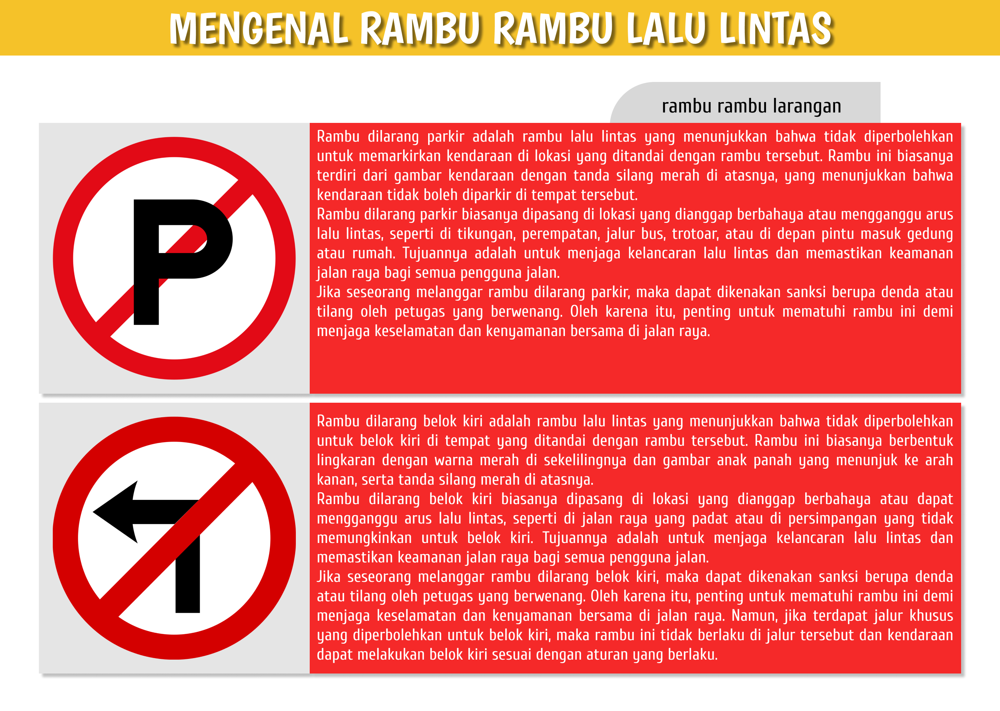 MENGENAL RAMBU RAMBU LALU LINTAS
rambu rambu larangan
P
Rambu dilarang parkir adalah rambu lalu lintas yang menunjukkan bahwa tidak diperbolehkan
untuk memarkirkan kendaraan di lokasi yang ditandai dengan rambu tersebut. Rambu ini biasanya
terdiri dari gambar kendaraan dengan tanda silang merah di atasnya, yang menunjukkan bahwa
kendaraan tidak boleh diparkir di tempat tersebut.
Rambu dilarang parkir biasanya dipasang di lokasi yang dianggap berbahaya atau mengganggu arus
lalu lintas, seperti di tikungan, perempatan, jalur bus, trotoar, atau di depan pintu masuk gedung
atau rumah. Tujuannya adalah untuk menjaga kelancaran lalu lintas dan memastikan keamanan
jalan raya bagi semua pengguna jalan.
Jika seseorang melanggar rambu dilarang parkir, maka dapat dikenakan sanksi berupa denda atau
tilang oleh petugas yang berwenang. Oleh karena itu, penting untuk mematuhi rambu ini demi
menjaga keselamatan dan kenyamanan bersama di jalan raya.
Rambu dilarang belok kiri adalah rambu lalu lintas yang menunjukkan bahwa tidak diperbolehkan
untuk belok kiri di tempat yang ditandai dengan rambu tersebut. Rambu ini biasanya berbentuk
lingkaran dengan warna merah di sekelilingnya dan gambar anak panah yang menunjuk ke arah
kanan, serta tanda silang merah di atasnya.
Rambu dilarang belok kiri biasanya dipasang di lokasi yang dianggap berbahaya atau dapat
mengganggu arus lalu lintas, seperti di jalan raya yang padat atau di persimpangan yang tidak
memungkinkan untuk belok kiri. Tujuannya adalah untuk menjaga kelancaran lalu lintas dan
memastikan keamanan jalan raya bagi semua pengguna jalan.
Jika seseorang melanggar rambu dilarang belok kiri, maka dapat dikenakan sanksi berupa denda
atau tilang oleh petugas yang berwenang. Oleh karena itu, penting untuk mematuhi rambu ini demi
menjaga keselamatan dan kenyamanan bersama di jalan raya. Namun, jika terdapat jalur khusus
yang diperbolehkan untuk belok kiri, maka rambu ini tidak berlaku di jalur tersebut dan kendaraan
dapat melakukan belok kiri sesuai dengan aturan yang berlaku.